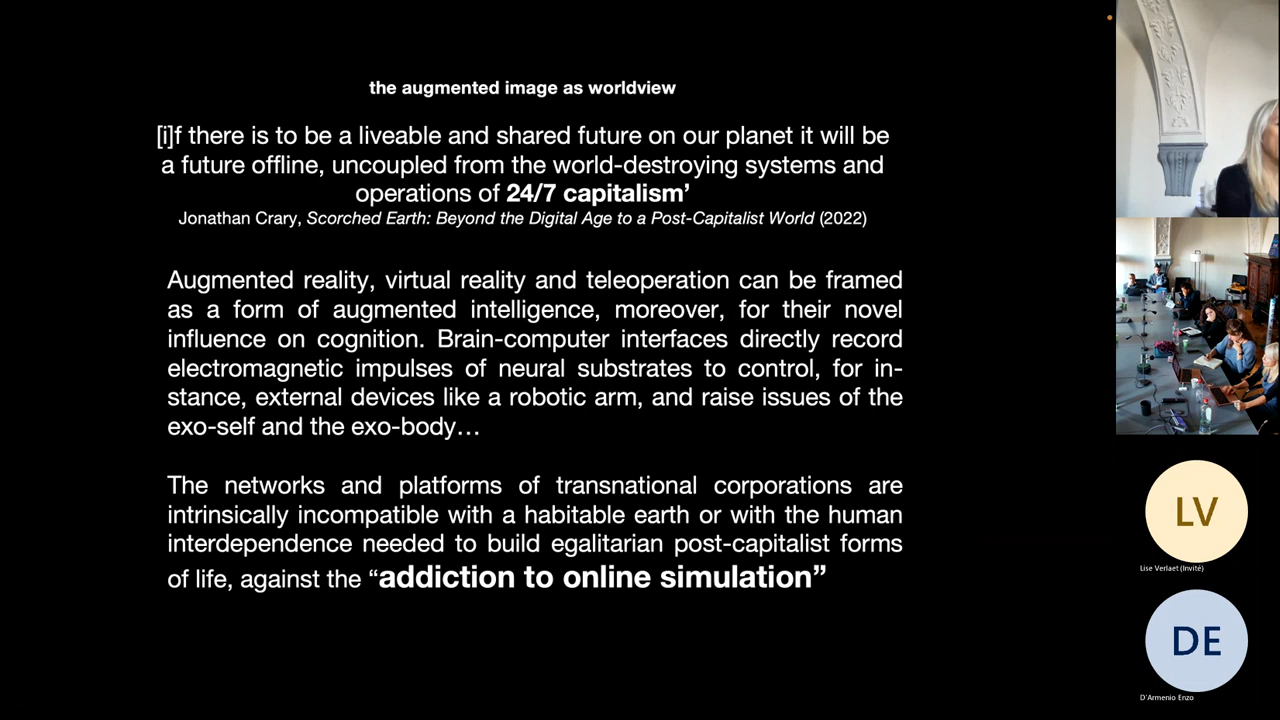 the augmented image as worldview
[i]f there is to be a liveable and shared future on our planet it will be
a future offline, uncoupled from the world-destroying systems and
operations of 24/7 capitalism’
Jonathan Crary, Scorched Earth: Beyond the Digital Age to a Post-Capitalist World (2022)
Augmented reality, virtual reality and teleoperation can be framed
as a form of augmented intelligence, moreover, for their novel
influence on cognition. Brain-computer interfaces directly record
electromagnetic impulses of neural substrates to control, for in-
stance, external devices like a robotic arm, and raise issues of the
exo-self and the exo-body…
The networks and platforms of transnational corporations are
intrinsically incompatible with a habitable earth or with the human
interdependence needed to build egalitarian post-capitalist forms
of life, against the “addiction to online simulation”
LV
Lise Verlaet (Invité)
DE
D'Armenio Enzo